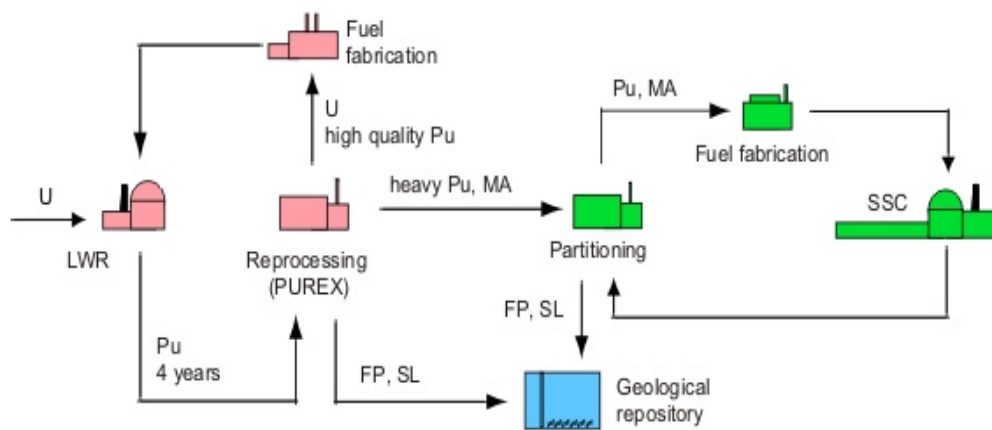 Fuel
fabrication
U
high quality Pu
Pu, MA
Fuel fabrication
U
LWR
Reprocessing
(PUREX)
heavy Pu, MA
Partitioning
SSC
Pu
4 years
FP, SL
FP, SL
Geological
repository